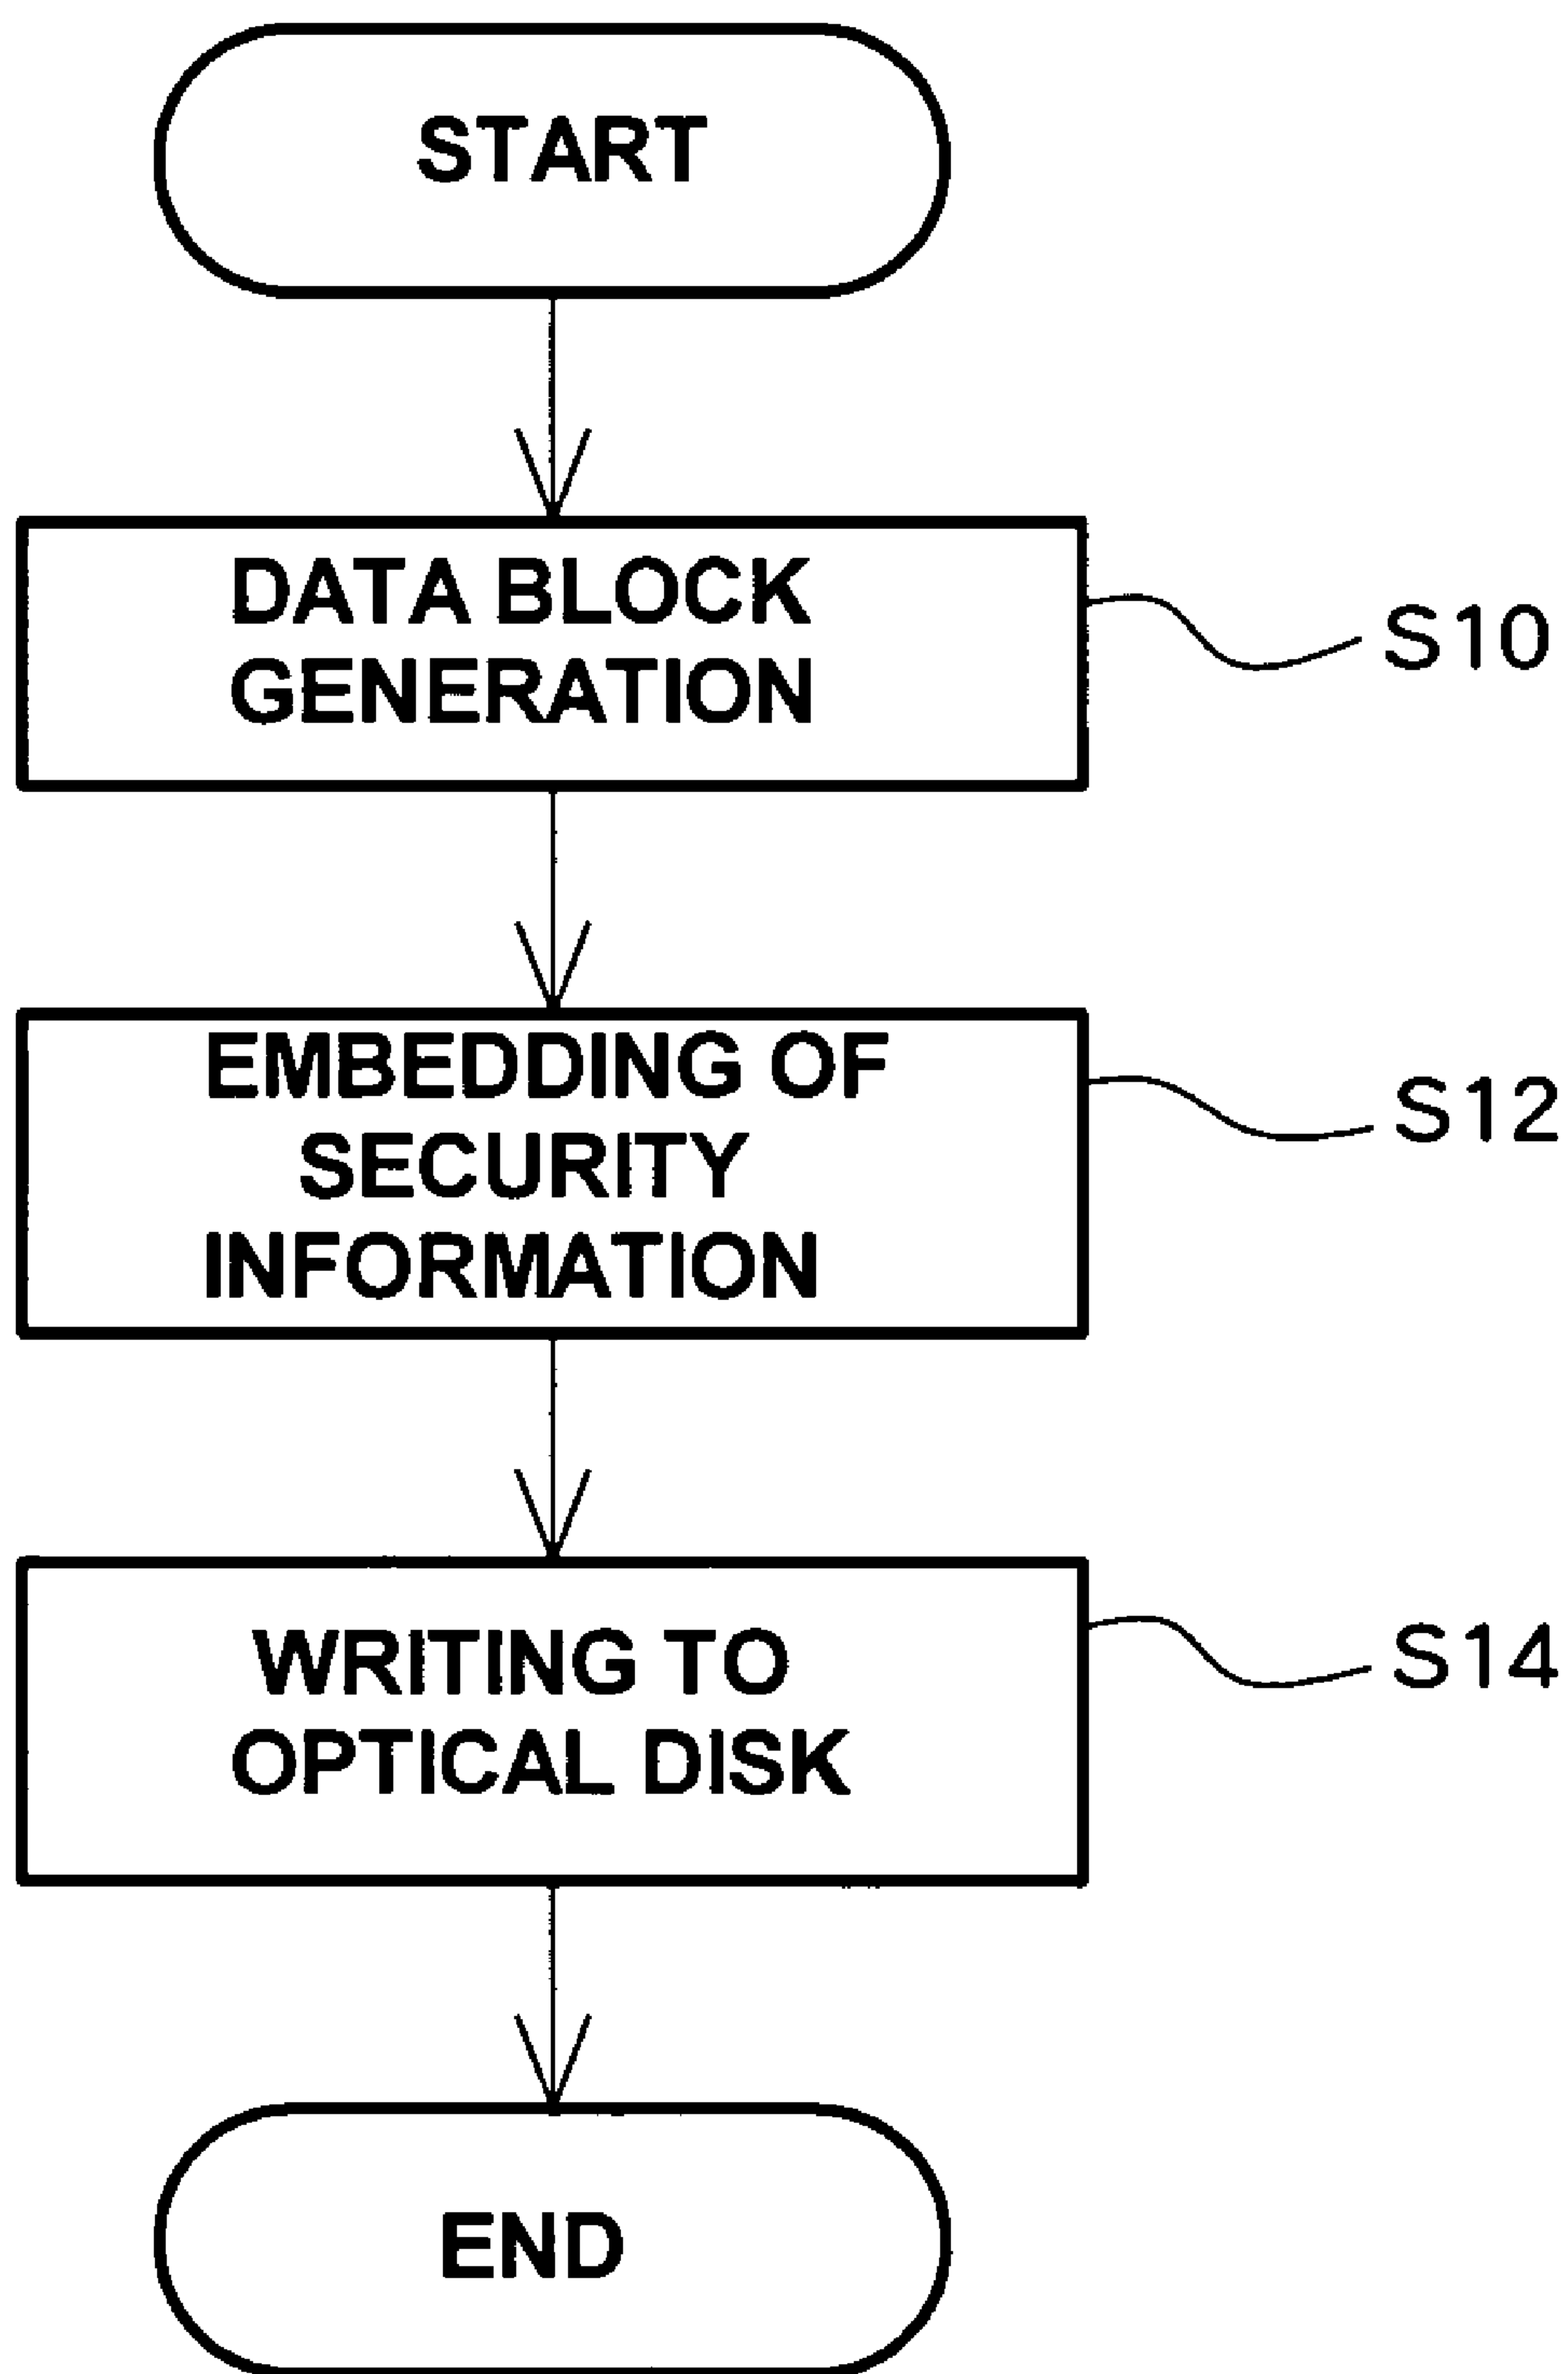 START
DATA BLOCK
GENERATION
S10
EMBEDDING OF
SECURITY
INFORMATION
S12
WRITING TO
OPTICAL DISK
S14
END